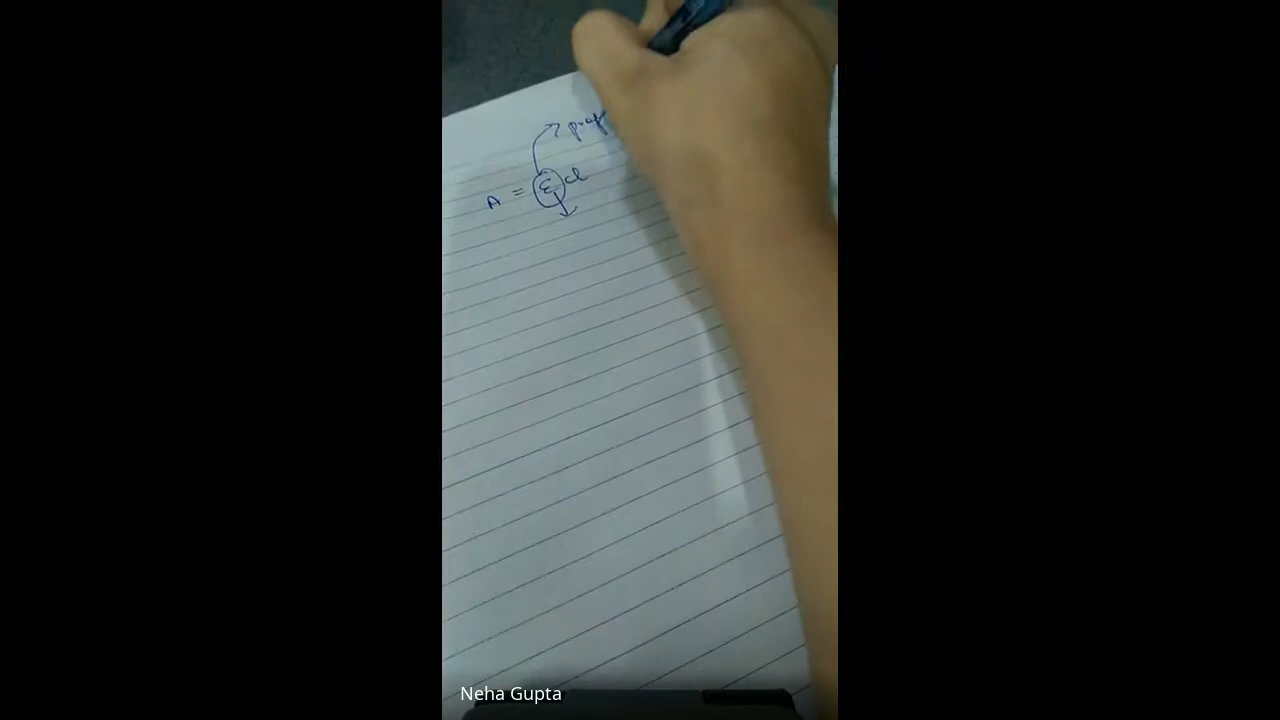 A = εcl
Neha Gupta